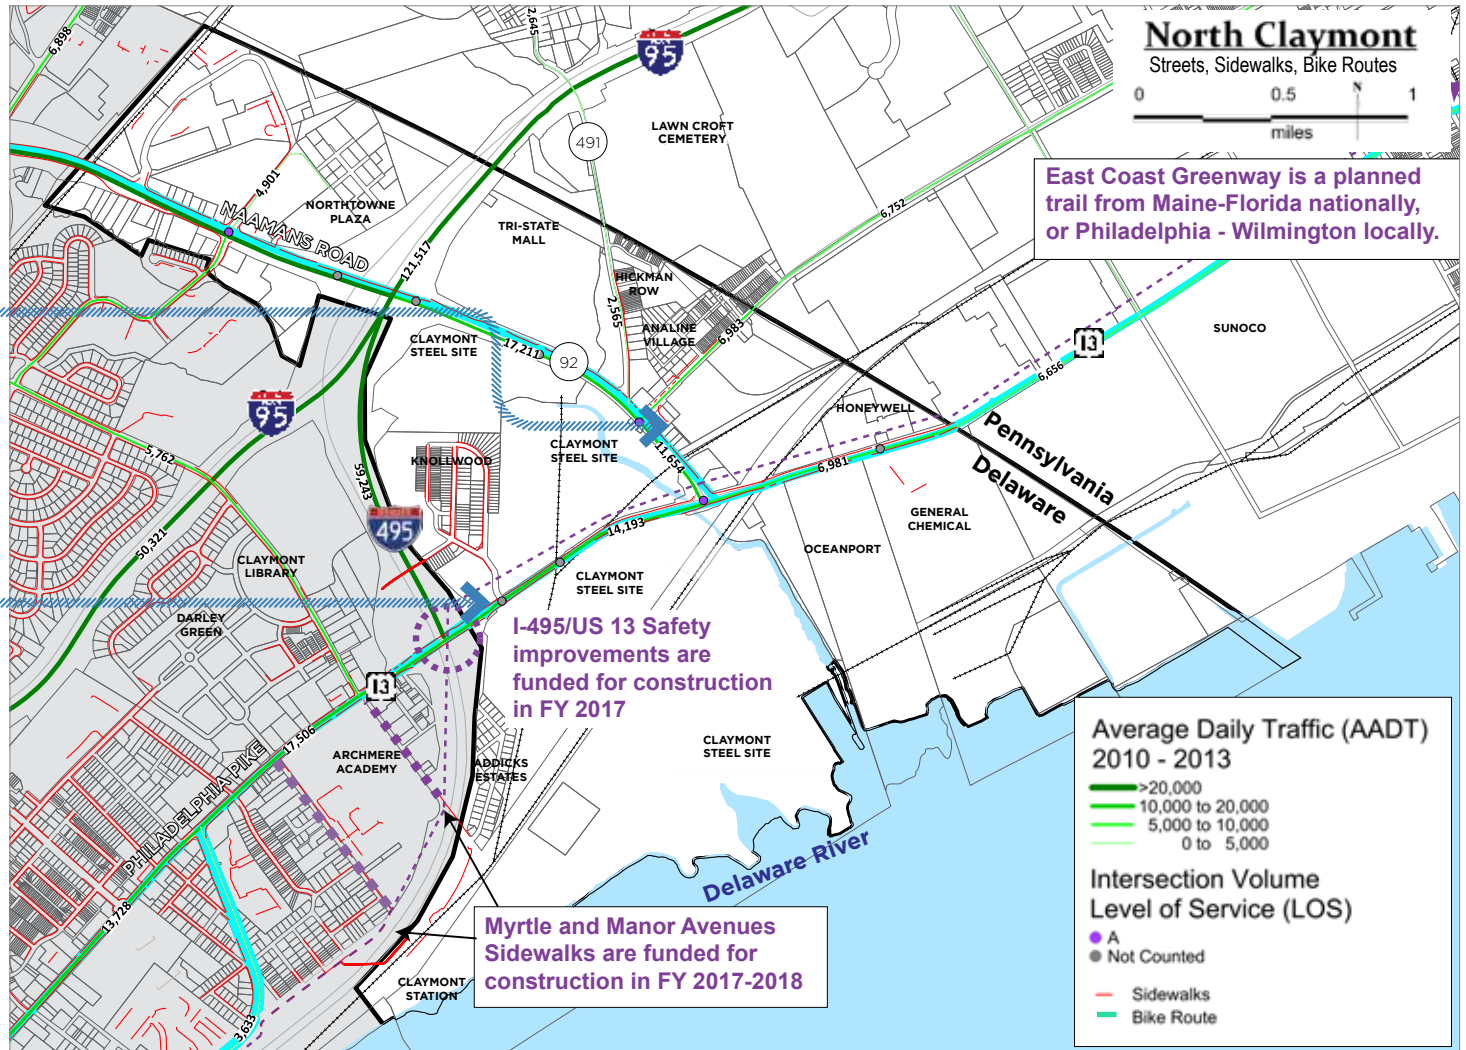 North Claymont
Streets, Sidewalks, Bike Routes
0 0.5 1
N
miles
East Coast Greenway is a planned
trail from Maine-Florida nationally,
or Philadelphia - Wilmington locally.
6,898
2,645
95
491
LAWN CROFT
CEMETERY
4,901
NORTHTOWNE
PLAZA
NAAMANS ROAD
121,517
TRI-STATE
MALL
6,752
HICKMAN
ROW
2,565
ANALINE
VILLAGE
6,983
13
SUNOCO
CLAYMONT
STEEL SITE
17,211
92
6,656
95
HONEYWELL
Pennsylvania
Delaware
5,762
KNOLLWOOD
CLAYMONT
STEEL SITE
11,654
6,981
59,243
495
14,193
GENERAL
CHEMICAL
50,321
OCEANPORT
CLAYMONT
LIBRARY
CLAYMONT
STEEL SITE
DARLEY
GREEN
I-495/US 13 Safety
improvements are
funded for construction
in FY 2017
13
17,506
ARCHMERE
ACADEMY
ADDICKS
ESTATES
CLAYMONT
STEEL SITE
PHILADELPHIA PIKE
Delaware River
13,728
Myrtle and Manor Avenues
Sidewalks are funded for
construction in FY 2017-2018
CLAYMONT
STATION
3,633
Average Daily Traffic (AADT)
2010 - 2013
>20,000
10,000 to 20,000
5,000 to 10,000
0 to 5,000
Intersection Volume
Level of Service (LOS)
A
Not Counted
Sidewalks
Bike Route